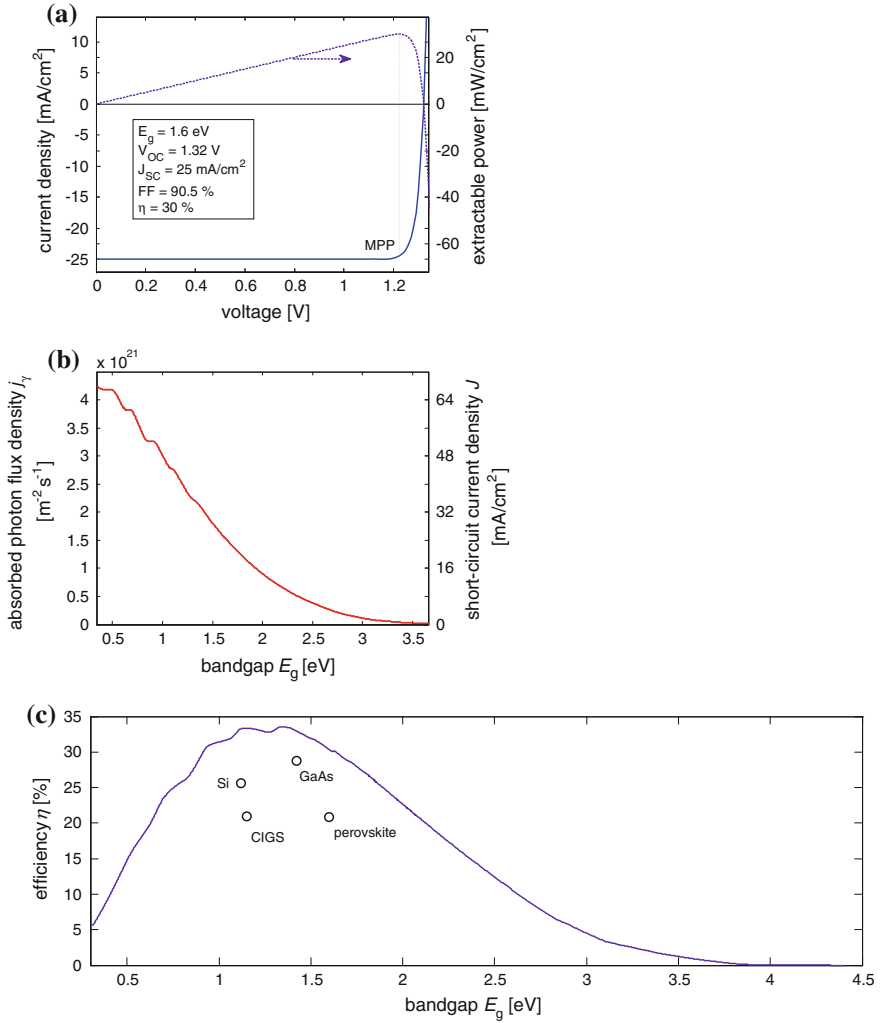 (a)
10
5
0
-5
-10
-15
-20
-25
current density [mA/cm²]
20
0
-20
-40
-60
extractable power [mW/cm²]
E_g = 1.6 eV
V_OC = 1.32 V
J_SC = 25 mA/cm²
FF = 90.5 %
η = 30 %
MPP
0 0.2 0.4 0.6 0.8 1 1.2
voltage [V]
(b)
x 10²¹
4
3.5
3
2.5
2
1.5
1
0.5
0
absorbed photon flux density j_γ
[m⁻² s⁻¹]
64
48
32
16
0
short-circuit current density J
[mA/cm²]
0.5 1 1.5 2 2.5 3 3.5
bandgap E_g [eV]
(c)
35
30
25
20
15
10
5
0
efficiency η [%]
Si
GaAs
CIGS
perovskite
0.5 1 1.5 2 2.5 3 3.5 4 4.5
bandgap E_g [eV]